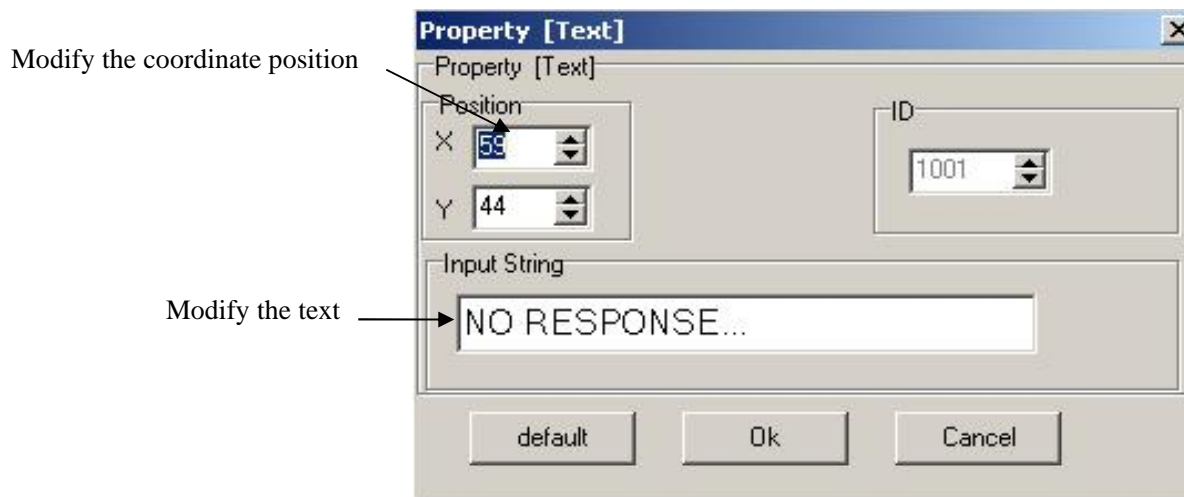 Property [Text]
Modify the coordinate position
Property [Text]
Position
ID
X 59
1001
Y 44
Input String
Modify the text
NO RESPONSE...
default Ok Cancel